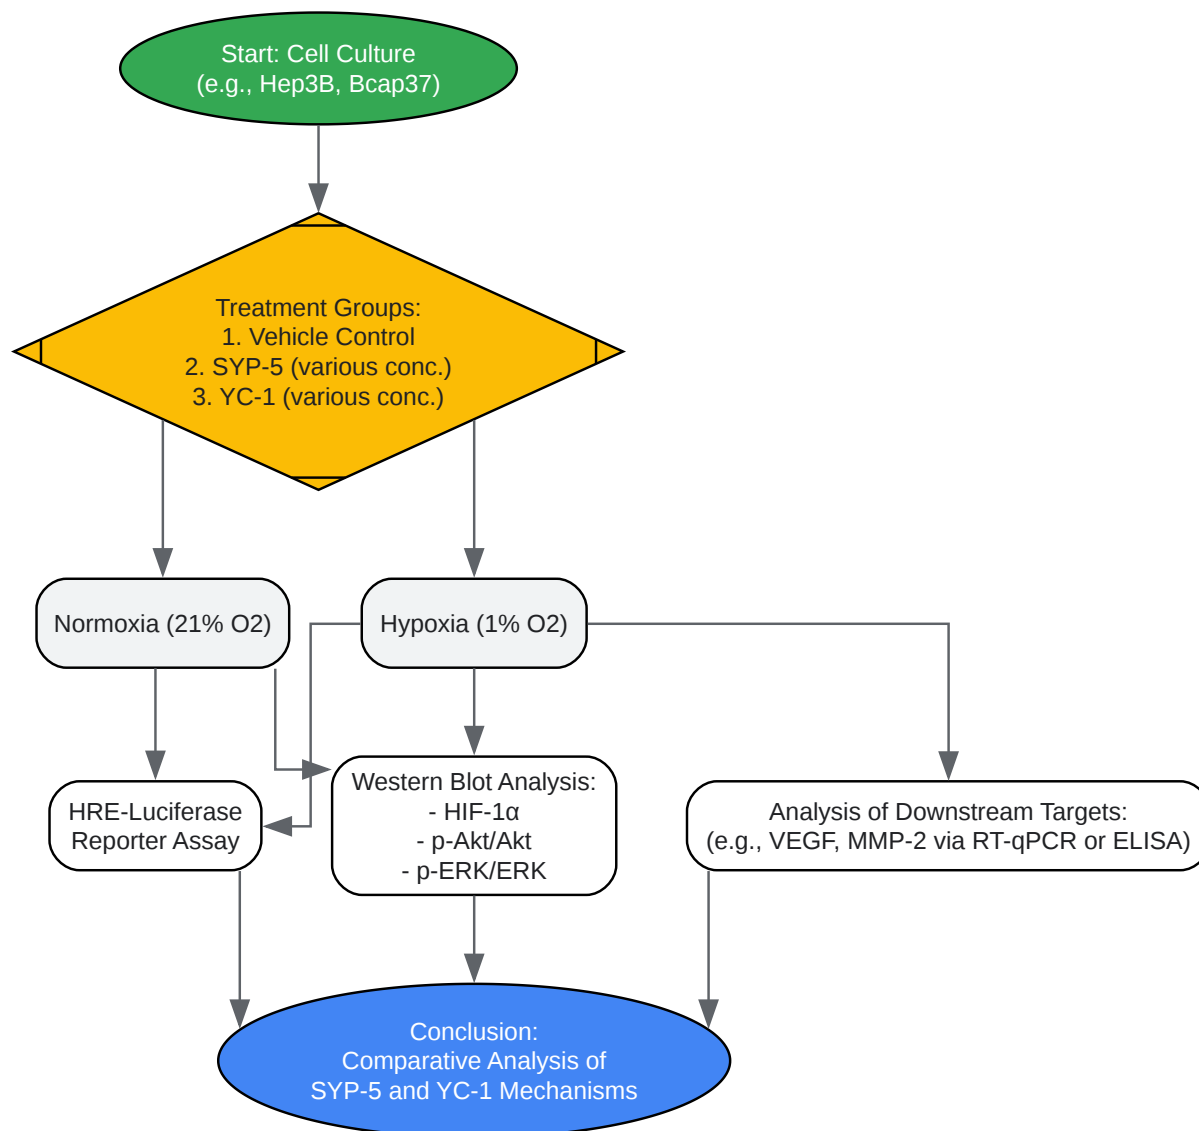 Start: Cell Culture
(e.g., Hep3B, Bcap37)
Treatment Groups:
1. Vehicle Control
2. SYP-5 (various conc.)
3. YC-1 (various conc.)
Normoxia (21% O2)
Hypoxia (1% O2)
HRE-Luciferase
Reporter Assay
Western Blot Analysis:
- HIF-1α
- p-Akt/Akt
- p-ERK/ERK
Analysis of Downstream Targets:
(e.g., VEGF, MMP-2 via RT-qPCR or ELISA)
Conclusion:
Comparative Analysis of
SYP-5 and YC-1 Mechanisms